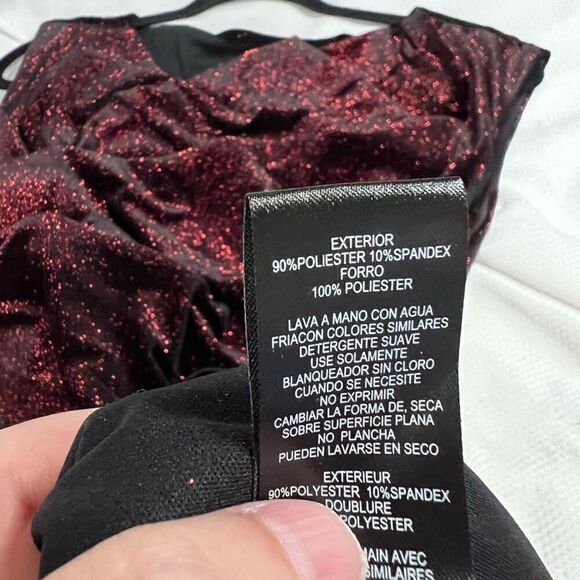 EXTERIOR
90%POLIESTER 10%SPANDEX
FORRO
100% POLIESTER
LAVA A MANO CON AGUA
FRIACON COLORES SIMILARES
DETERGENTE SUAVE
USE SOLAMENTE
BLANQUEADOR SIN CLORO
CUANDO SE NECESITE
NO EXPRIMIR
CAMBIAR LA FORMA DE, SECA
SOBRE SUPERFICIE PLANA
NO PLANCHA
PUEDEN LAVARSE EN SECO
EXTERIEUR
90%POLYESTER 10%SPANDEX
DOUBLURE
POLYESTER
MAIN AVEC
SIMILAIRES